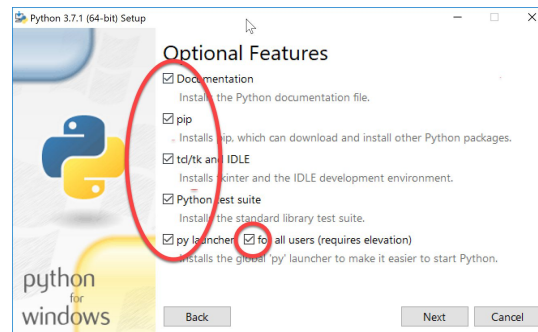 Python 3.7.1 (64-bit) Setup
Optional Features
Documentation
Installs the Python documentation file.
pip
Installs pip, which can download and install other Python packages.
tcl/tk and IDLE
Installs tkinter and the IDLE development environment.
Python test suite
Installs the standard library test suite.
py launcher for all users (requires elevation)
Installs the global 'py' launcher to make it easier to start Python.
python
for
windows
Back Next Cancel